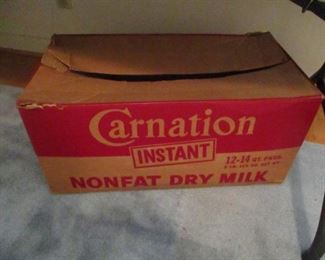 Carnation
INSTANT
12-14 QT. PKGS.
NONFAT DRY MILK